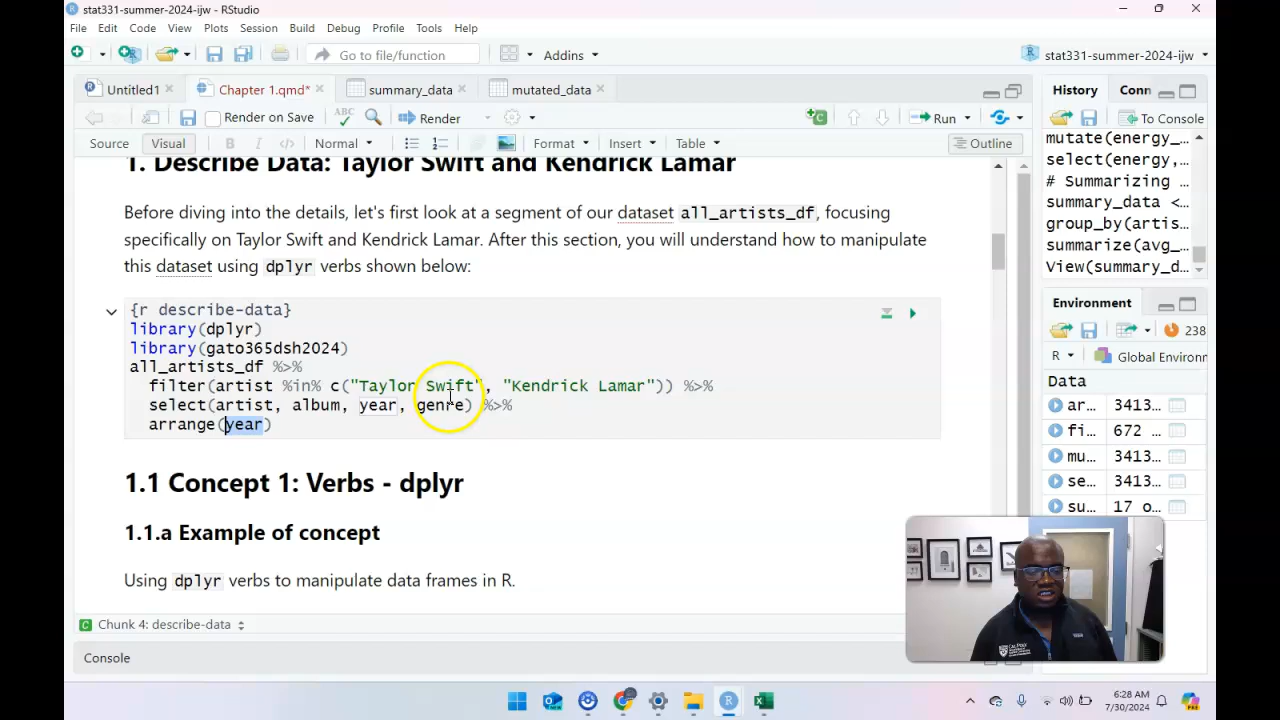 stat331-summer-2024-ijw - RStudio
File Edit Code View Plots Session Build Debug Profile Tools Help
Go to file/function
Addins
stat331-summer-2024-ijw
Untitled1
Chapter 1.qmd*
summary_data
mutated_data
Render on Save
ABC
Render
Run
Source
Visual
B
I
Normal
Format
Insert
Table
Outline
1. Describe Data: Taylor Swift and Kendrick Lamar
Before diving into the details, let's first look at a segment of our dataset all_artists_df, focusing
specifically on Taylor Swift and Kendrick Lamar. After this section, you will understand how to manipulate
this dataset using dplyr verbs shown below:
{r describe-data}
library(dplyr)
library(gato365dsh2024)
all_artists_df %>%
filter(artist %in% c("Taylor Swift", "Kendrick Lamar")) %>%
select(artist, album, year, genre) %>%
arrange(year)
1.1 Concept 1: Verbs - dplyr
1.1.a Example of concept
Using dplyr verbs to manipulate data frames in R.
Chunk 4: describe-data
Console
History
Conn
To Console
mutate(energy_…
select(energy,…
# Summarizing …
summary_data <…
group_by(artis…
summarize(avg_…
View(summary_d…
Environment
238
R
Global Environm
Data
ar… 3413…
fi… 672 …
mu… 3413…
se… 3413…
su… 17 o…
6:28 AM
7/30/2024